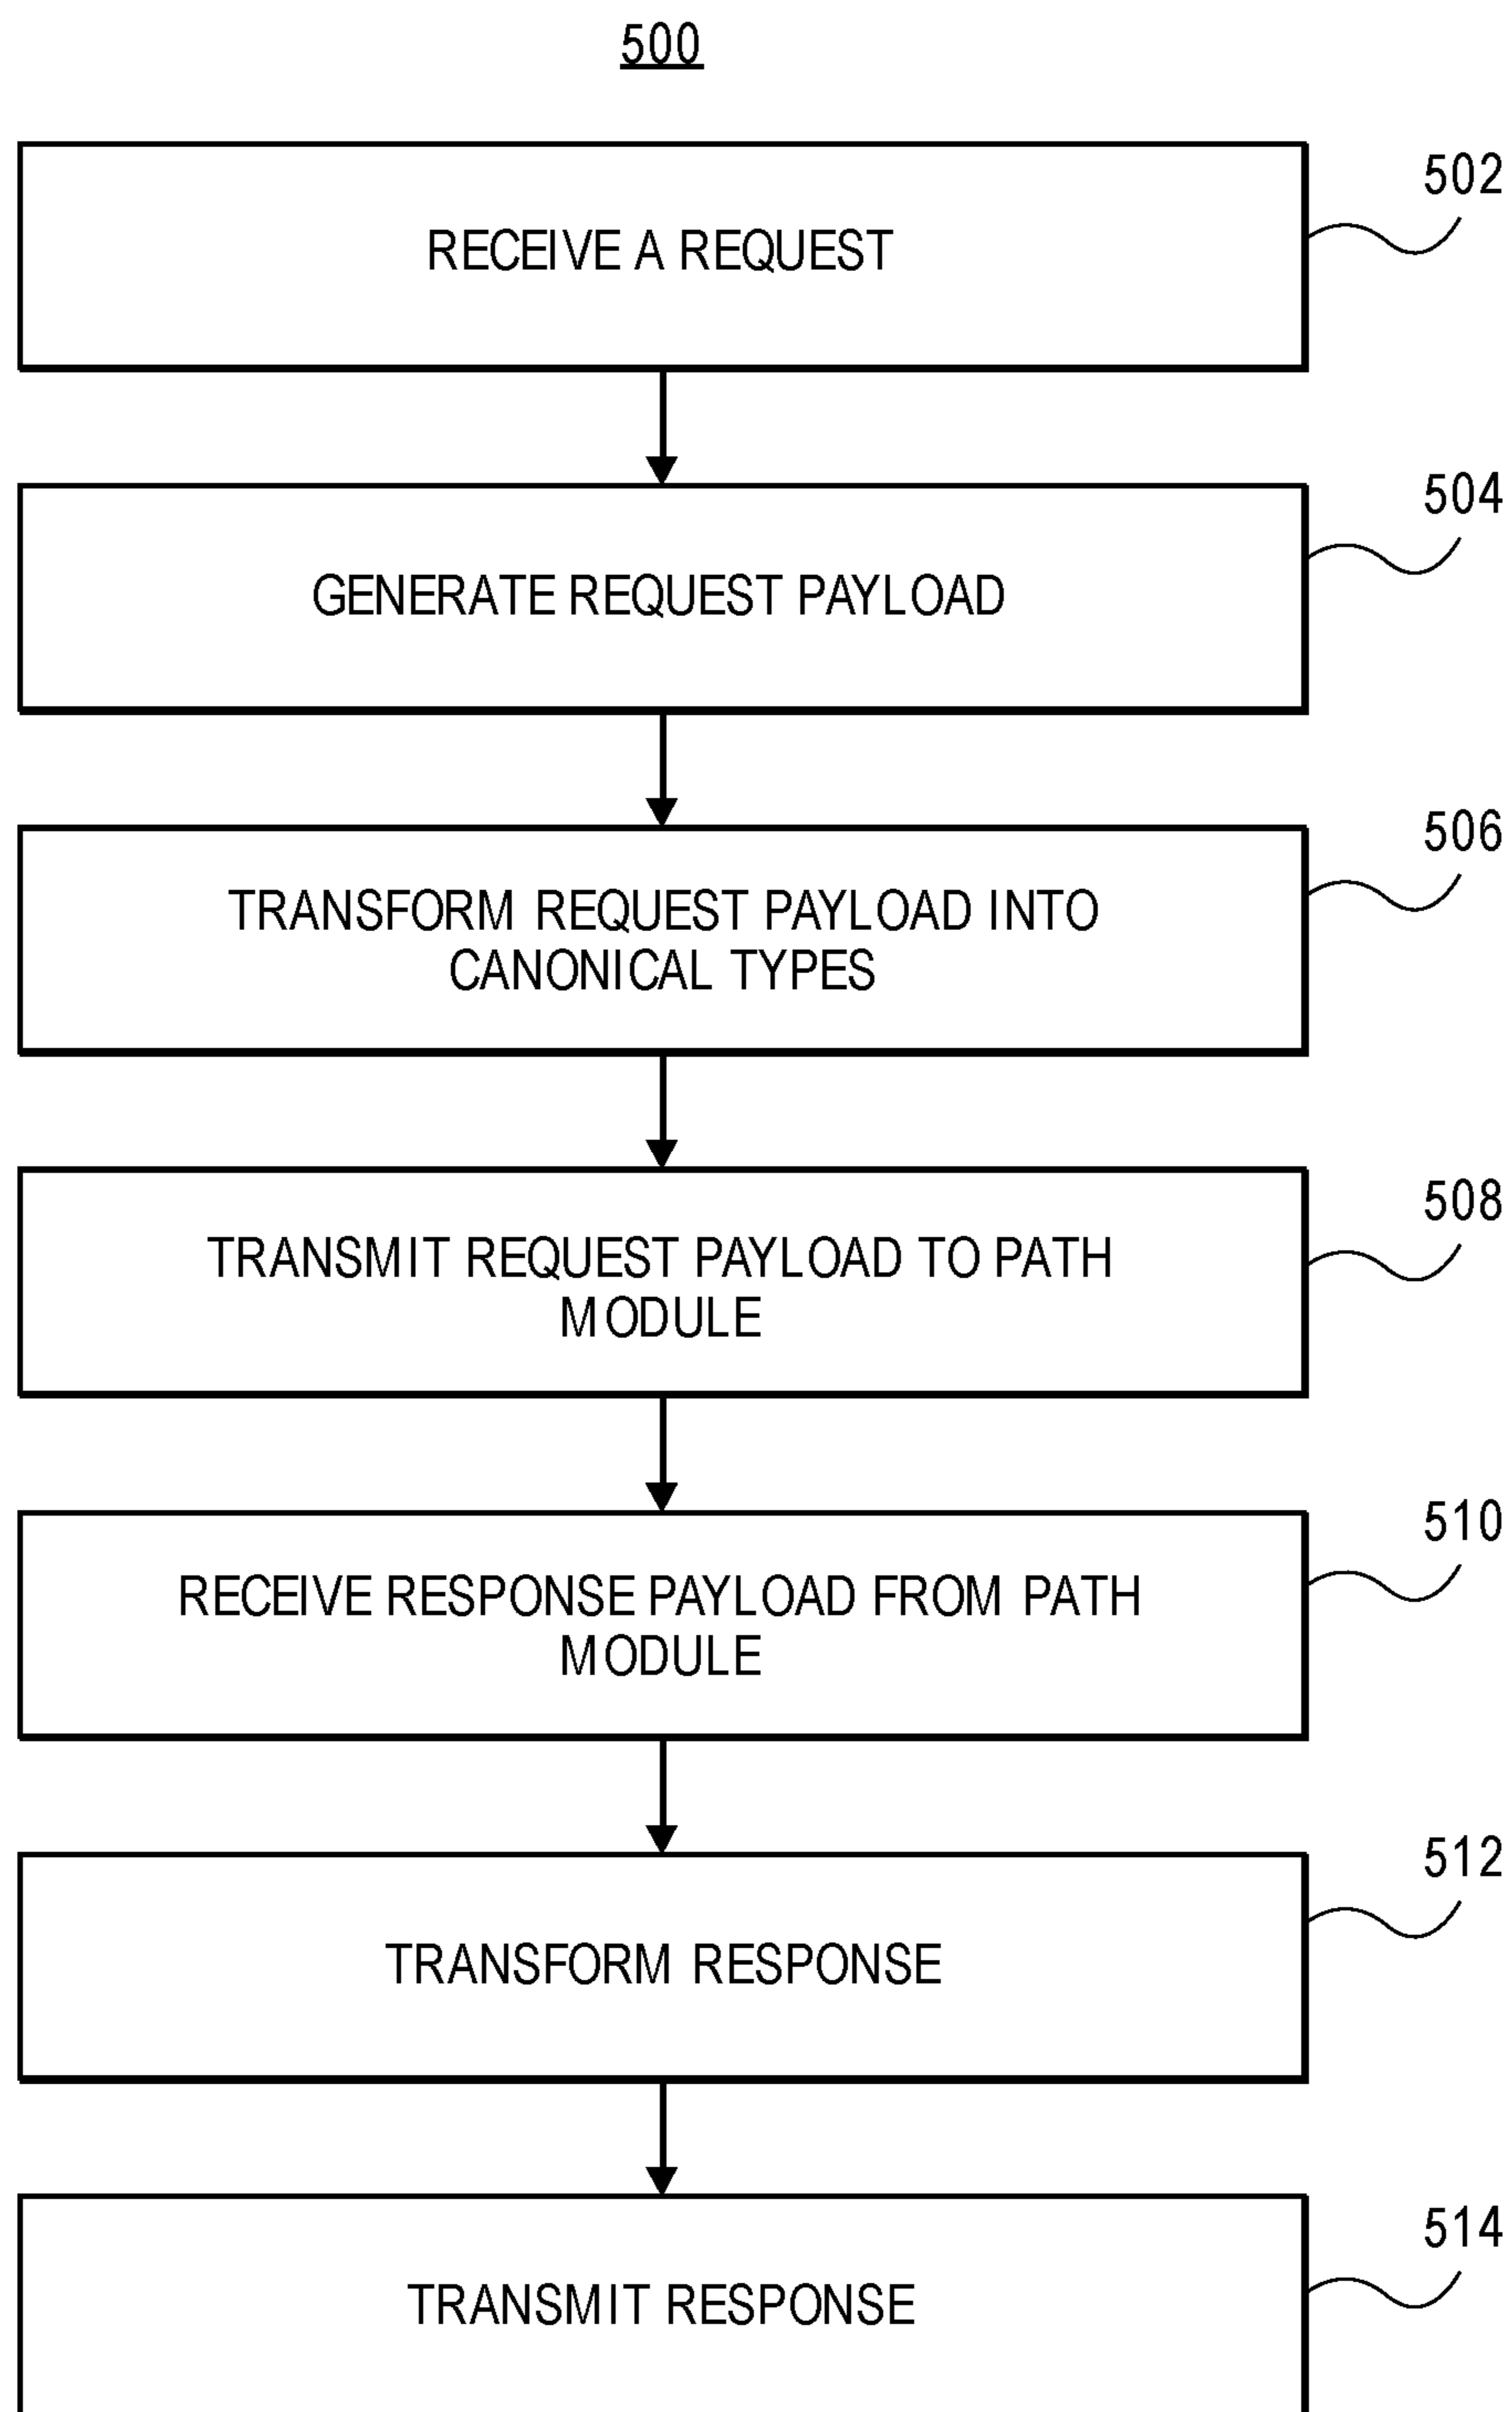 500
RECEIVE A REQUEST
502
GENERATE REQUEST PAYLOAD
504
TRANSFORM REQUEST PAYLOAD INTO
CANONICAL TYPES
506
TRANSMIT REQUEST PAYLOAD TO PATH
MODULE
508
RECEIVE RESPONSE PAYLOAD FROM PATH
MODULE
510
TRANSFORM RESPONSE
512
TRANSMIT RESPONSE
514